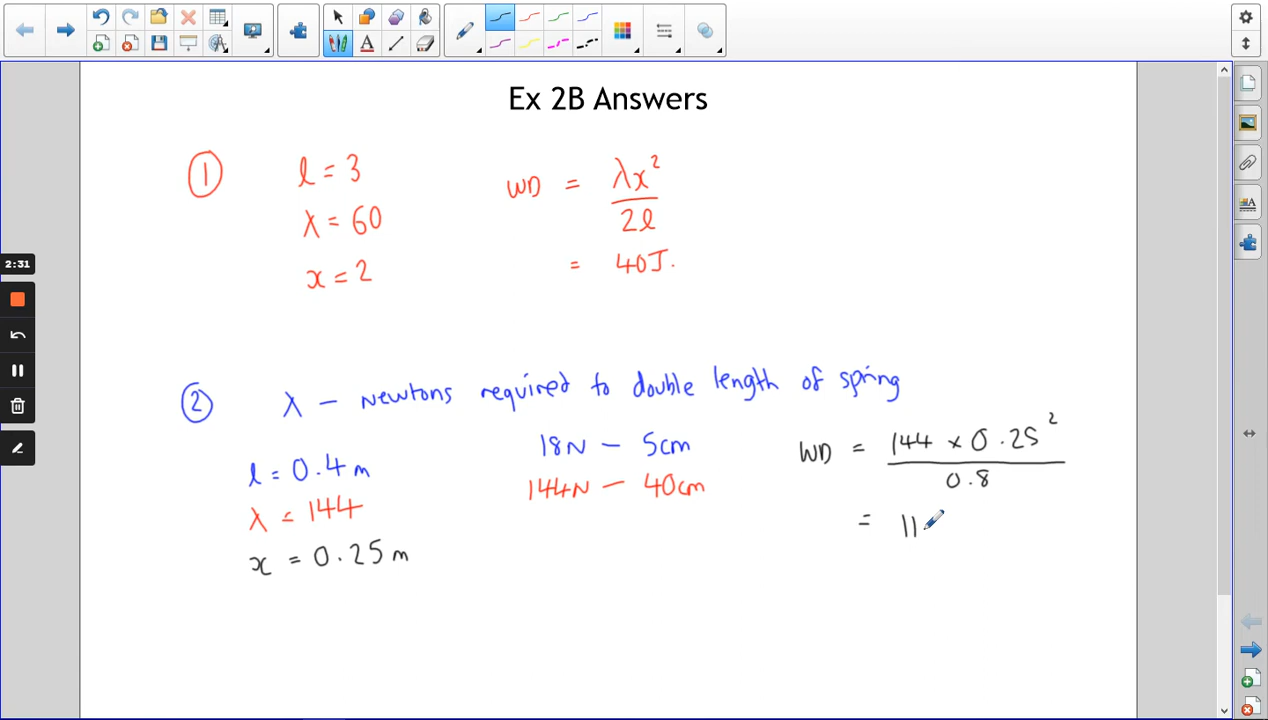 Ex 2B Answers
① l = 3
λ = 60
x = 2
WD = λx²/2l
= 40J.
② λ – newtons required to double length of spring
l = 0.4 m
λ = 144
x = 0.25 m
18N – 5cm
144N – 40cm
WD = 144 × 0.25²/0.8
= 11
2:31